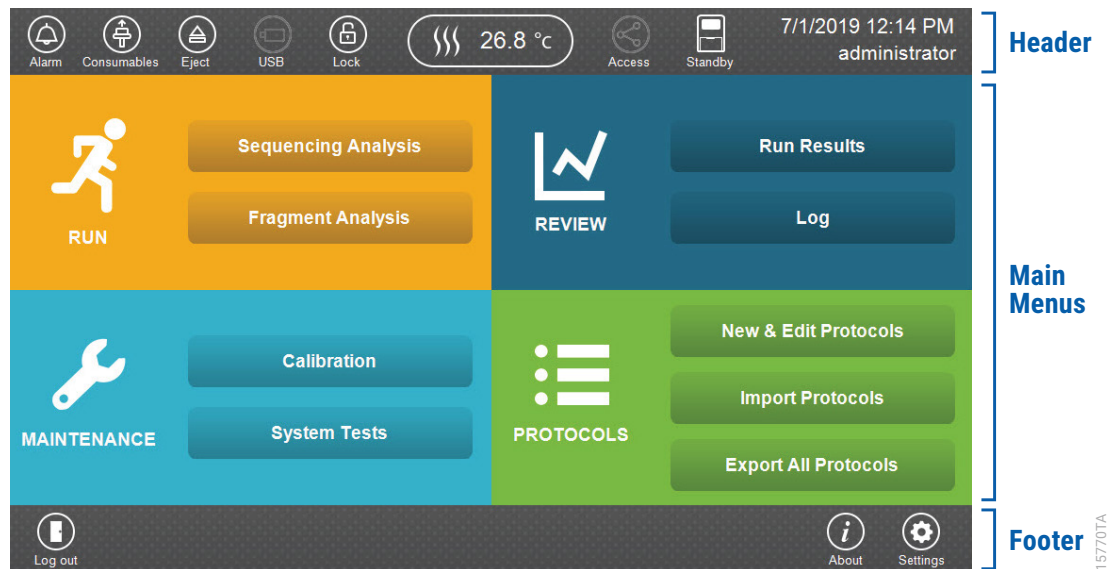 Alarm
Consumables
Eject
USB
Lock
26.8 °c
Access
Standby
7/1/2019 12:14 PM
administrator
Header
RUN
Sequencing Analysis
Fragment Analysis
REVIEW
Run Results
Log
Main
Menus
MAINTENANCE
Calibration
System Tests
PROTOCOLS
New & Edit Protocols
Import Protocols
Export All Protocols
Log out
i
About
Settings
Footer
15770TA